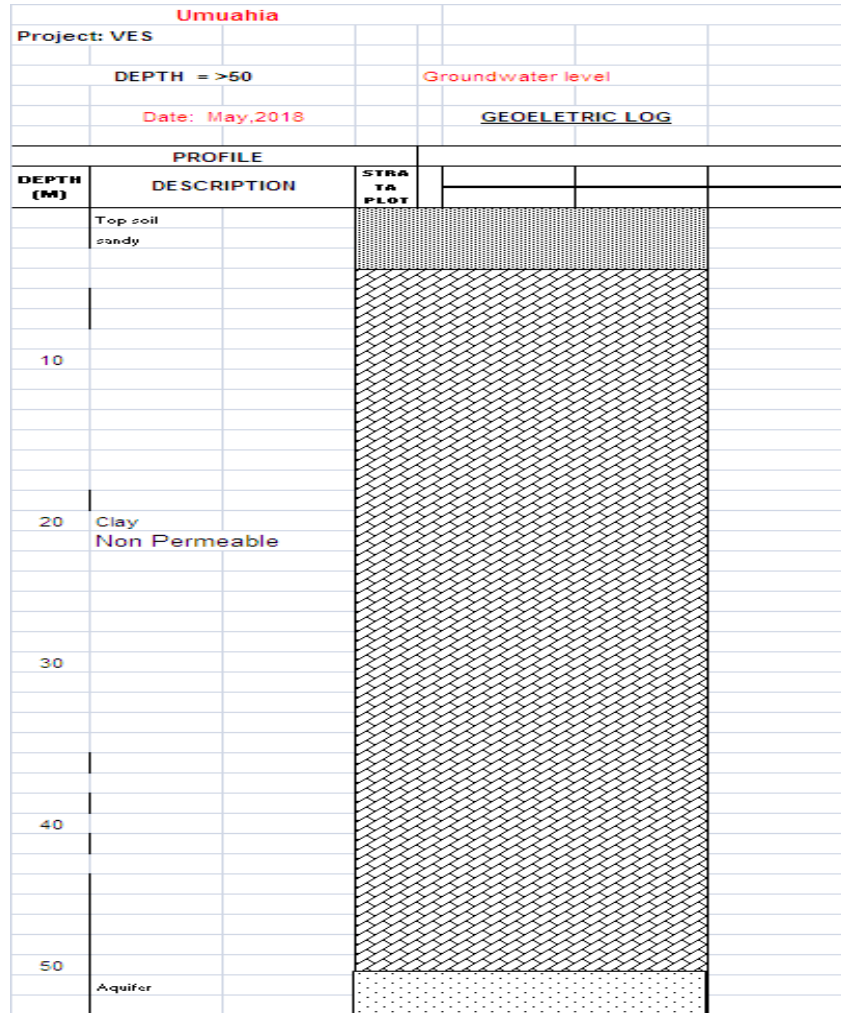 Umuahia
Project: VES
DEPTH = >50 Groundwater level
Date: May,2018 GEOELETRIC LOG
PROFILE
DEPTH (M) DESCRIPTION STRA TA PLOT
Top soil
sandy
10
20 Clay
Non Permeable
30
40
50
Aquifer